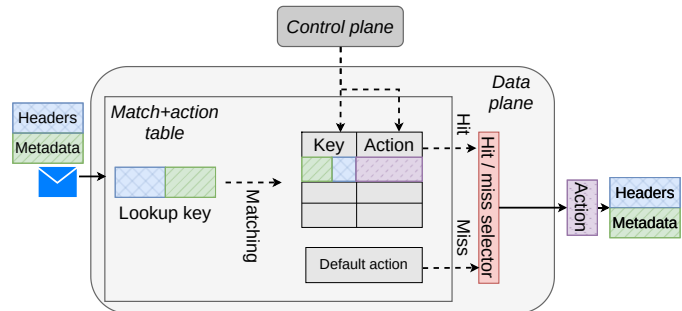 Control plane
Data
plane
Match+action
table
Headers
Metadata
Lookup key
Matching
Key
Action
Default action
Hit
Miss
Hit / miss selector
Action
Headers
Metadata